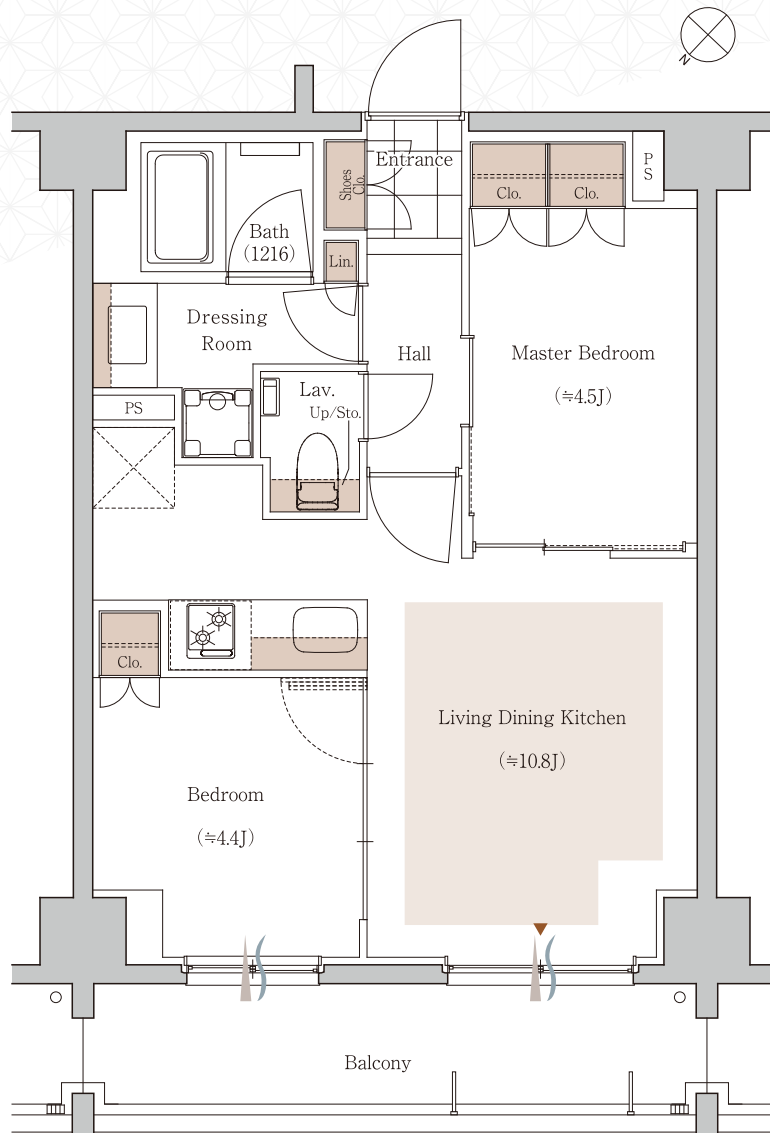 N
Entrance
Shoes
Clo.
Clo.
Clo.
P
S
Bath
(1216)
Lin.
Dressing
Room
Hall
Master Bedroom
(≒4.5J)
Lav.
Up/Sto.
PS
Clo.
Living Dining Kitchen
(≒10.8J)
Bedroom
(≒4.4J)
Balcony